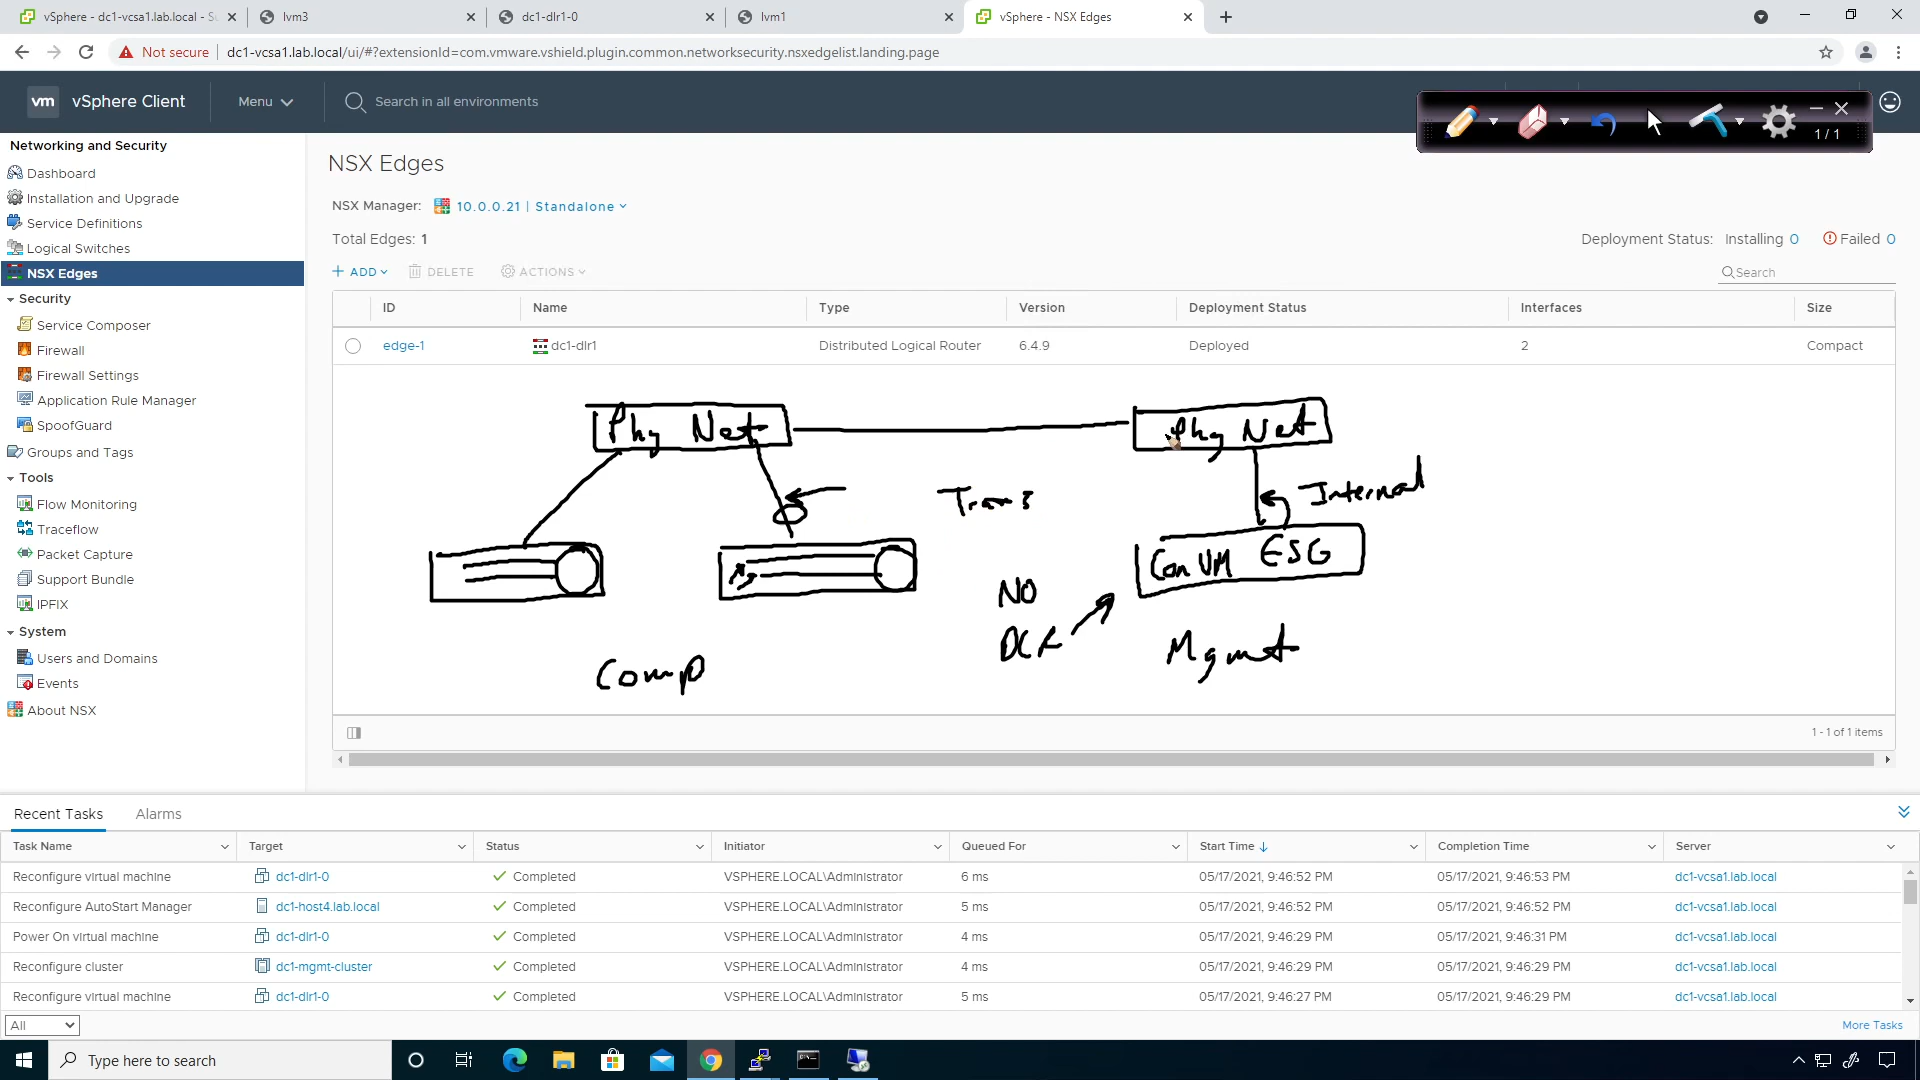 vSphere - dc1-vcsa1.lab.local - Su
lvm3
dc1-dlr1-0
lvm1
vSphere - NSX Edges
Not secure
dc1-vcsa1.lab.local/ui/#?extensionId=com.vmware.vshield.plugin.common.networksecurity.nsxedgelist.landing.page
vm
vSphere Client
Menu
Search in all environments
1 / 1
Networking and Security
Dashboard
Installation and Upgrade
Service Definitions
Logical Switches
NSX Edges
Security
Service Composer
Firewall
Firewall Settings
Application Rule Manager
SpoofGuard
Groups and Tags
Tools
Flow Monitoring
Traceflow
Packet Capture
Support Bundle
IPFIX
System
Users and Domains
Events
About NSX
NSX Edges
NSX Manager: 10.0.0.21 | Standalone
Total Edges: 1
Deployment Status: Installing 0 Failed 0
+ ADD DELETE ACTIONS
Search
ID Name Type Version Deployment Status Interfaces Size
edge-1 dc1-dlr1 Distributed Logical Router 6.4.9 Deployed 2 Compact
Phy Net
Phy Net
Trans
Internal
Con VM ESG
NO
DLR
Mgmt
Comp
1 - 1 of 1 items
Recent Tasks Alarms
Task Name Target Status Initiator Queued For Start Time Completion Time Server
Reconfigure virtual machine dc1-dlr1-0 Completed VSPHERE.LOCAL\Administrator 6 ms 05/17/2021, 9:46:52 PM 05/17/2021, 9:46:53 PM dc1-vcsa1.lab.local
Reconfigure AutoStart Manager dc1-host4.lab.local Completed VSPHERE.LOCAL\Administrator 5 ms 05/17/2021, 9:46:52 PM 05/17/2021, 9:46:52 PM dc1-vcsa1.lab.local
Power On virtual machine dc1-dlr1-0 Completed VSPHERE.LOCAL\Administrator 4 ms 05/17/2021, 9:46:29 PM 05/17/2021, 9:46:31 PM dc1-vcsa1.lab.local
Reconfigure cluster dc1-mgmt-cluster Completed VSPHERE.LOCAL\Administrator 4 ms 05/17/2021, 9:46:29 PM 05/17/2021, 9:46:29 PM dc1-vcsa1.lab.local
Reconfigure virtual machine dc1-dlr1-0 Completed VSPHERE.LOCAL\Administrator 5 ms 05/17/2021, 9:46:27 PM 05/17/2021, 9:46:29 PM dc1-vcsa1.lab.local
All
More Tasks
Type here to search